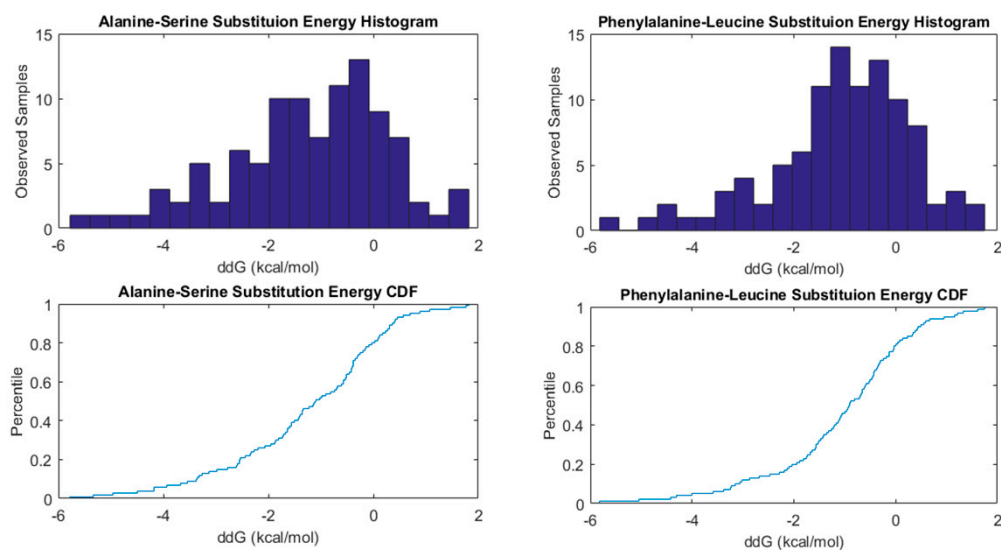 Alanine-Serine Substituion Energy Histogram
Observed Samples
15
10
5
0
-6 -4 -2 0 2
ddG (kcal/mol)
Phenylalanine-Leucine Substituion Energy Histogram
Observed Samples
15
10
5
0
-6 -4 -2 0 2
ddG (kcal/mol)
Alanine-Serine Substitution Energy CDF
Percentile
1
0.8
0.6
0.4
0.2
0
-6 -4 -2 0 2
ddG (kcal/mol)
Phenylalanine-Leucine Substituion Energy CDF
Percentile
1
0.8
0.6
0.4
0.2
0
-6 -4 -2 0 2
ddG (kcal/mol)